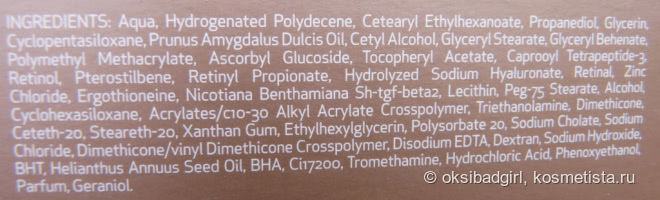 INGREDIENTS: Aqua, Hydrogenated Polydecene, Cetearyl Ethylhexanoate, Propanediol, Glycerin,
Cyclopentasiloxane, Prunus Amygdalus Dulcis Oil, Cetyl Alcohol, Glyceryl Stearate, Glyceryl Behenate,
Polymethyl Methacrylate, Ascorbyl Glucoside, Tocopheryl Acetate, Caprooyl Tetrapeptide-3,
Retinol, Pterostilbene, Retinyl Propionate, Hydrolyzed Sodium Hyaluronate, Retinal, Zinc
Chloride, Ergothioneine, Nicotiana Benthamiana Sh-tgf-beta2, Lecithin, Peg-75 Stearate, Alcohol,
Cyclohexasiloxane, Acrylates/c10-30 Alkyl Acrylate Crosspolymer, Triethanolamine, Dimethicone,
Ceteth-20, Steareth-20, Xanthan Gum, Ethylhexylglycerin, Polysorbate 20, Sodium Cholate, Sodium
Chloride, Dimethicone/vinyl Dimethicone Crosspolymer, Disodium EDTA, Dextran, Sodium Hydroxide,
BHT, Helianthus Annuus Seed Oil, BHA, Ci17200, Tromethamine, Hydrochloric Acid, Phenoxyethanol,
Parfum, Geraniol.
© oksibadgirl, kosmetista.ru